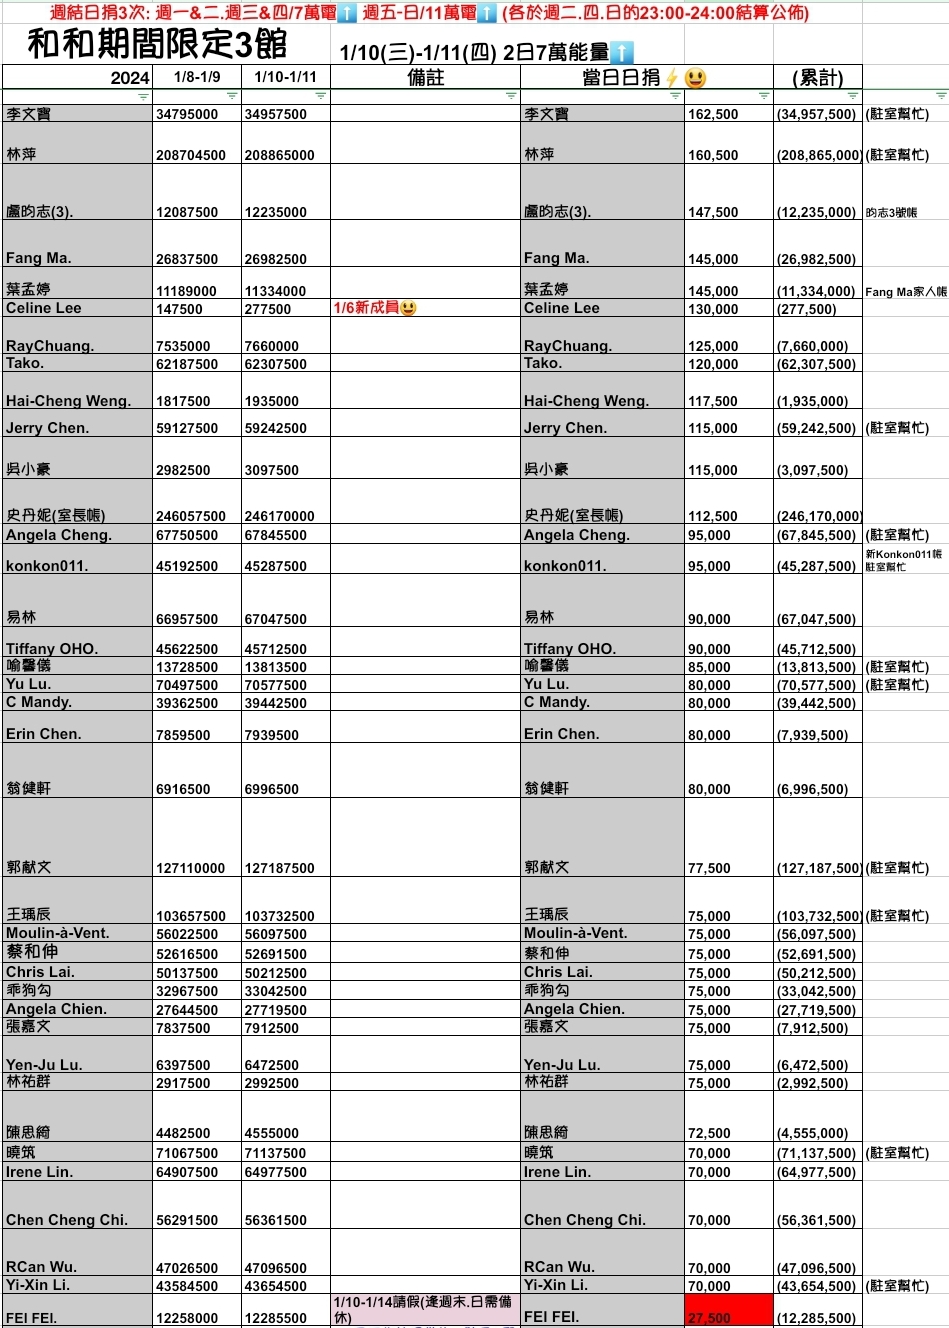 週結日捐3次: 週一&二.週三&四/7萬電⬆️ 週五-日/11萬電⬆️ (各於週二.四.日的23:00-24:00結算公佈)
和和期間限定3館 1/10(三)-1/11(四) 2日7萬能量⬆️
2024 1/8-1/9 1/10-1/11 備註 當日日捐⚡😃 (累計)
李文寶 34795000 34957500 李文寶 162,500 (34,957,500) (駐室幫忙)
林萍 208704500 208865000 林萍 160,500 (208,865,000) (駐室幫忙)
盧昀志(3). 12087500 12235000 盧昀志(3). 147,500 (12,235,000) 昀志3號帳
Fang Ma. 26837500 26982500 Fang Ma. 145,000 (26,982,500)
葉孟婷 11189000 11334000 葉孟婷 145,000 (11,334,000) Fang Ma家人帳
Celine Lee 147500 277500 1/6新成員😃 Celine Lee 130,000 (277,500)
RayChuang. 7535000 7660000 RayChuang. 125,000 (7,660,000)
Tako. 62187500 62307500 Tako. 120,000 (62,307,500)
Hai-Cheng Weng. 1817500 1935000 Hai-Cheng Weng. 117,500 (1,935,000)
Jerry Chen. 59127500 59242500 Jerry Chen. 115,000 (59,242,500) (駐室幫忙)
吳小豪 2982500 3097500 吳小豪 115,000 (3,097,500)
史丹妮(室長帳) 246057500 246170000 史丹妮(室長帳) 112,500 (246,170,000)
Angela Cheng. 67750500 67845500 Angela Cheng. 95,000 (67,845,500) (駐室幫忙)
konkon011. 45192500 45287500 konkon011. 95,000 (45,287,500) 新Konkon011帳
駐室幫忙
易林 66957500 67047500 易林 90,000 (67,047,500)
Tiffany OHO. 45622500 45712500 Tiffany OHO. 90,000 (45,712,500)
喻馨儀 13728500 13813500 喻馨儀 85,000 (13,813,500) (駐室幫忙)
Yu Lu. 70497500 70577500 Yu Lu. 80,000 (70,577,500) (駐室幫忙)
C Mandy. 39362500 39442500 C Mandy. 80,000 (39,442,500)
Erin Chen. 7859500 7939500 Erin Chen. 80,000 (7,939,500)
翁健軒 6916500 6996500 翁健軒 80,000 (6,996,500)
郭献文 127110000 127187500 郭献文 77,500 (127,187,500) (駐室幫忙)
王瑀辰 103657500 103732500 王瑀辰 75,000 (103,732,500) (駐室幫忙)
Moulin-à-Vent. 56022500 56097500 Moulin-à-Vent. 75,000 (56,097,500)
蔡和伸 52616500 52691500 蔡和伸 75,000 (52,691,500)
Chris Lai. 50137500 50212500 Chris Lai. 75,000 (50,212,500)
乖狗勾 32967500 33042500 乖狗勾 75,000 (33,042,500)
Angela Chien. 27644500 27719500 Angela Chien. 75,000 (27,719,500)
張嘉文 7837500 7912500 張嘉文 75,000 (7,912,500)
Yen-Ju Lu. 6397500 6472500 Yen-Ju Lu. 75,000 (6,472,500)
林祐群 2917500 2992500 林祐群 75,000 (2,992,500)
陳思綺 4482500 4555000 陳思綺 72,500 (4,555,000)
曉筑 71067500 71137500 曉筑 70,000 (71,137,500) (駐室幫忙)
Irene Lin. 64907500 64977500 Irene Lin. 70,000 (64,977,500)
Chen Cheng Chi. 56291500 56361500 Chen Cheng Chi. 70,000 (56,361,500)
RCan Wu. 47026500 47096500 RCan Wu. 70,000 (47,096,500)
Yi-Xin Li. 43584500 43654500 Yi-Xin Li. 70,000 (43,654,500) (駐室幫忙)
FEI FEI. 12258000 12285500 1/10-1/14請假(逢週末.日需備
休) FEI FEI. 27,500 (12,285,500)